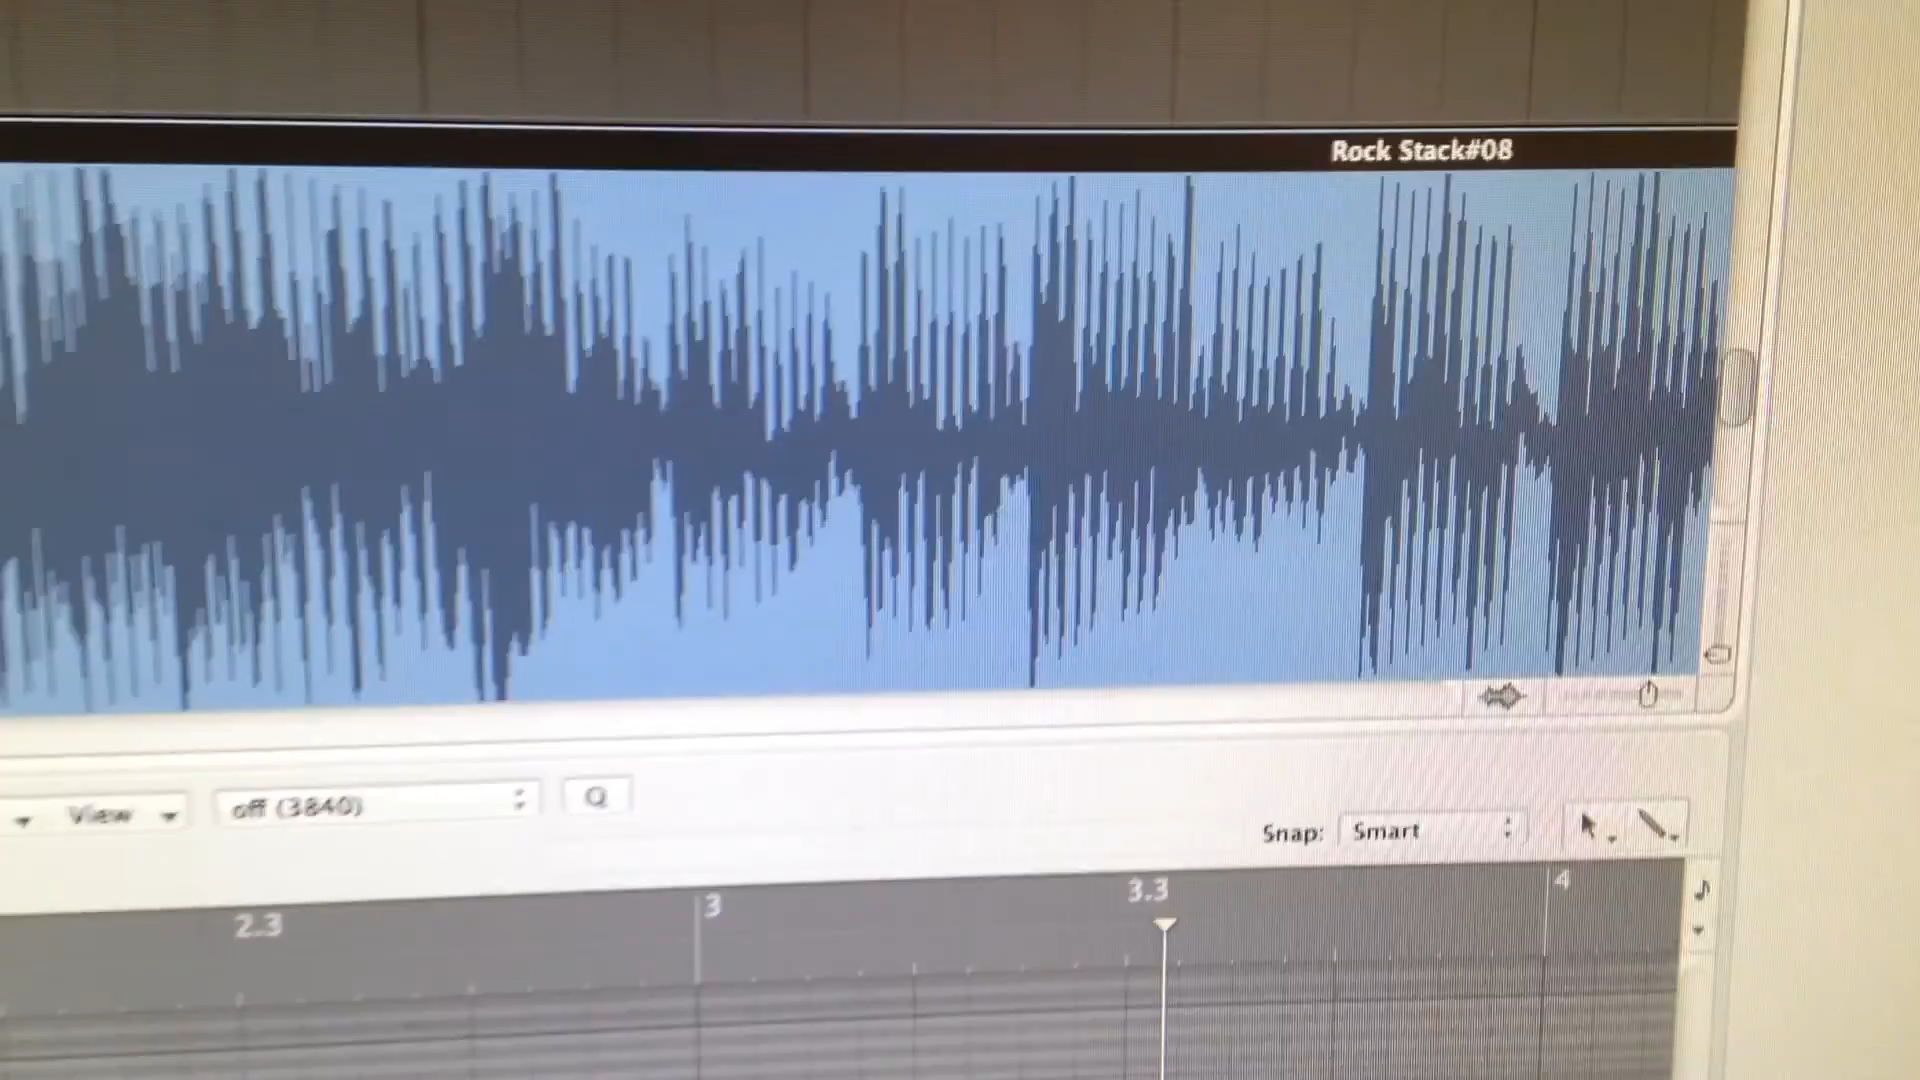 Rock Stack#08
View
off (3840)
Q
Snap: Smart
2.3
3
3.3
4